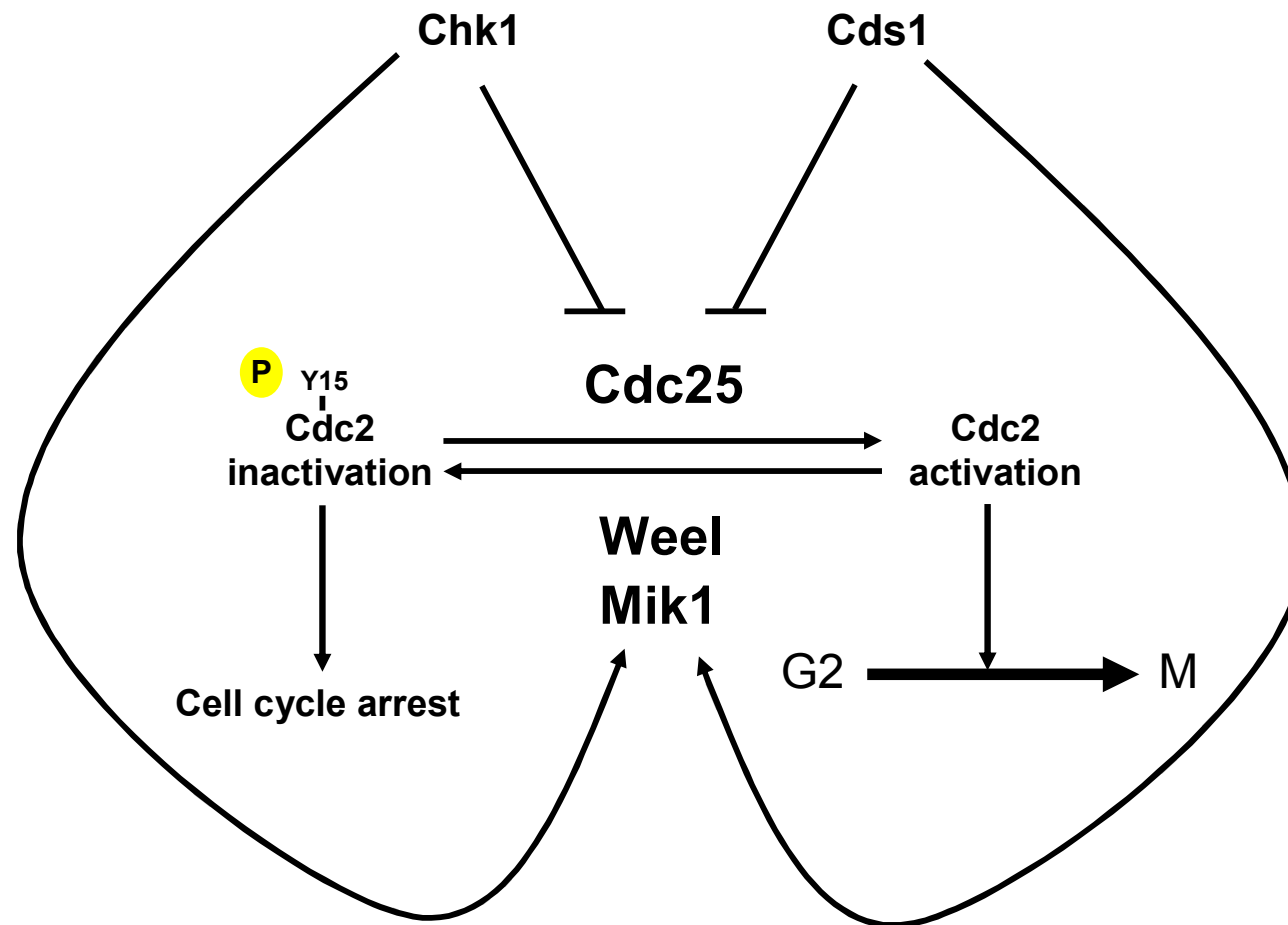 Chk1
Cds1
Cdc25
P
Y15
Cdc2
inactivation
Cdc2
activation
Weel
Mik1
Cell cycle arrest
G2
M